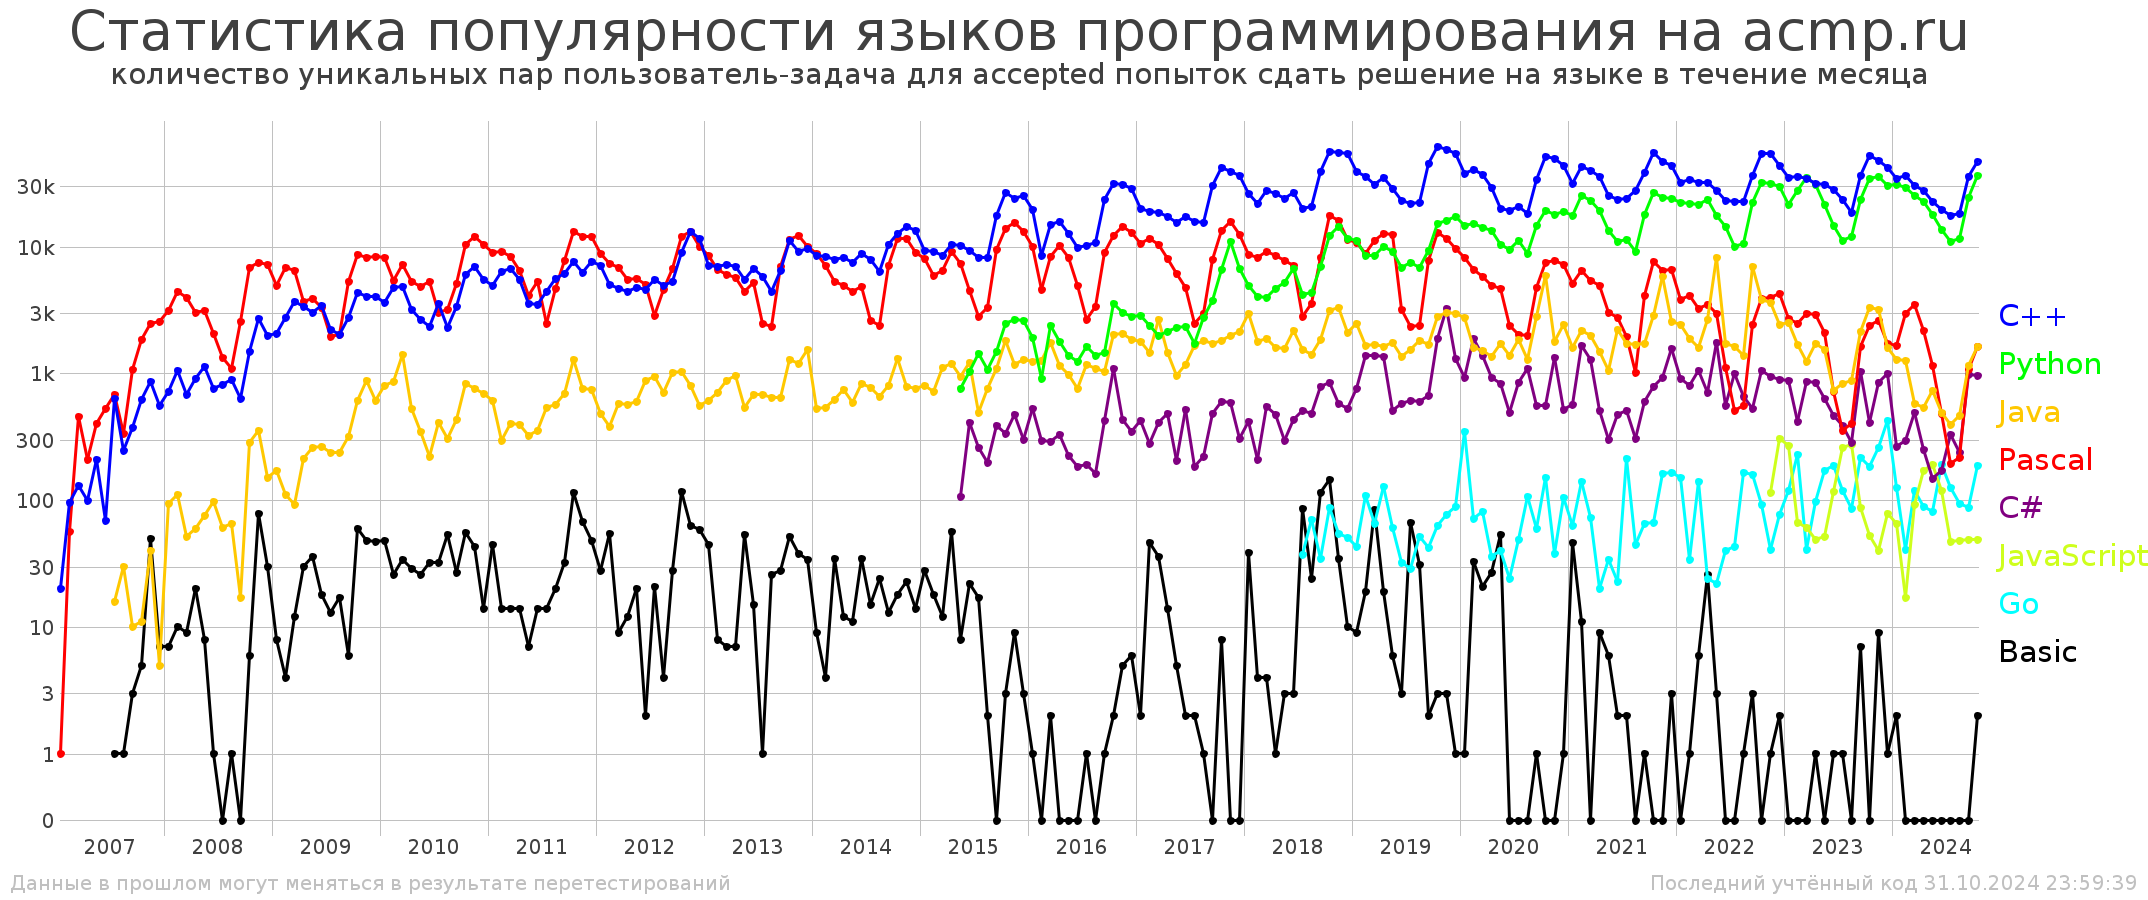 Статистика популярности языков программирования на acmp.ru
количество уникальных пар пользователь-задача для accepted попыток сдать решение на языке в течение месяца
30k
10k
3k
1k
300
100
30
10
3
1
0
C++
Python
Java
Pascal
C#
JavaScript
Go
Basic
2007 2008 2009 2010 2011 2012 2013 2014 2015 2016 2017 2018 2019 2020 2021 2022 2023 2024
Данные в прошлом могут меняться в результате перетестирований
Последний учтённый код 31.10.2024 23:59:39